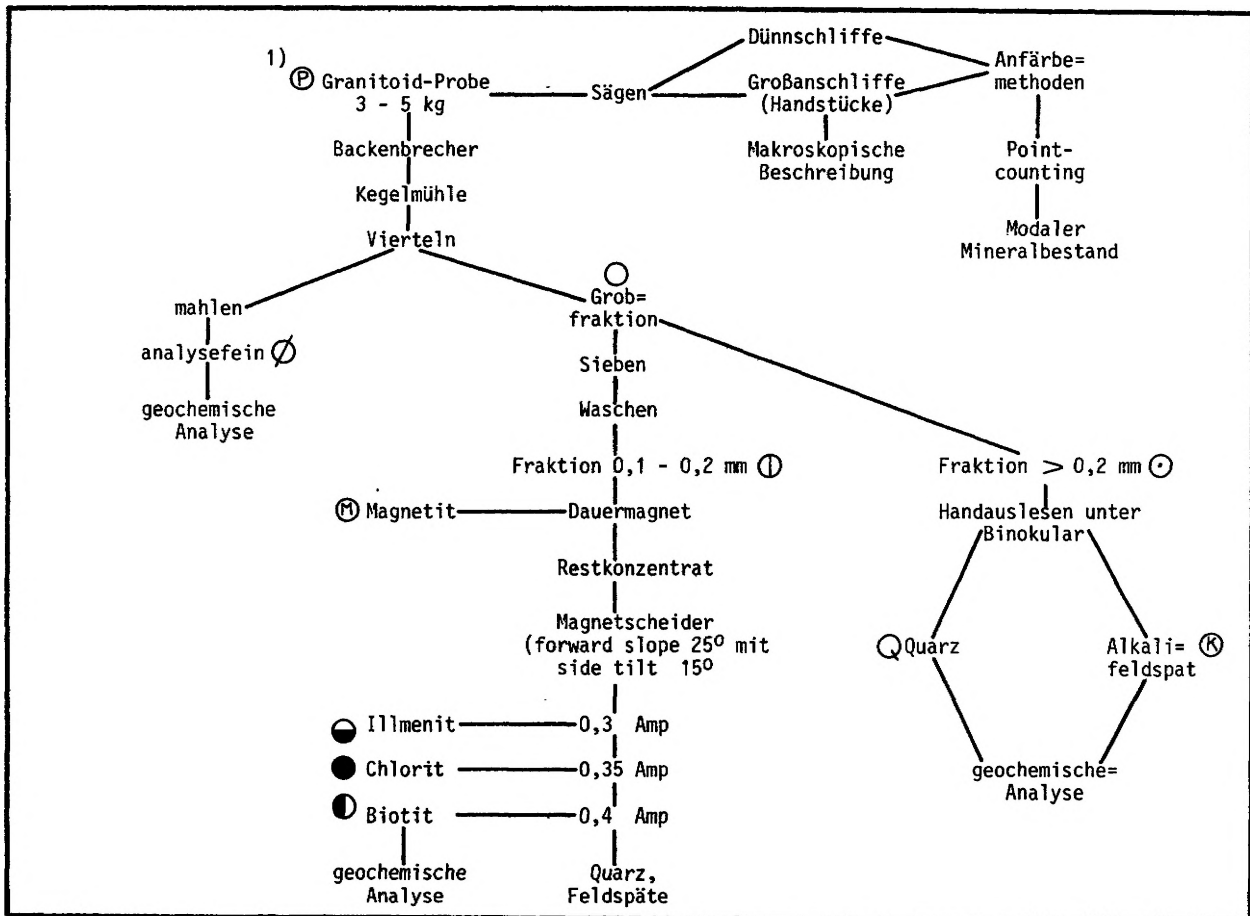 1)
Ⓟ Granitoid-Probe
3 - 5 kg
Sägen
Dünnschliffe
Großanschliffe
(Handstücke)
Anfärbe=
methoden
Makroskopische
Beschreibung
Point-
counting
Modaler
Mineralbestand
Backenbrecher
Kegelmühle
Vierteln
mahlen
analysefein
geochemische
Analyse
Grob=
fraktion
Sieben
Waschen
Fraktion 0,1 - 0,2 mm
Ⓜ Magnetit
Dauermagnet
Restkonzentrat
Magnetscheider
(forward slope 25º mit
side tilt 15º
Illmenit
0,3 Amp
Chlorit
0,35 Amp
Biotit
0,4 Amp
geochemische
Analyse
Quarz,
Feldspäte
Fraktion > 0,2 mm
Handauslesen unter
Binokular
Q Quarz
Alkali= Ⓚ
feldspat
geochemische=
Analyse